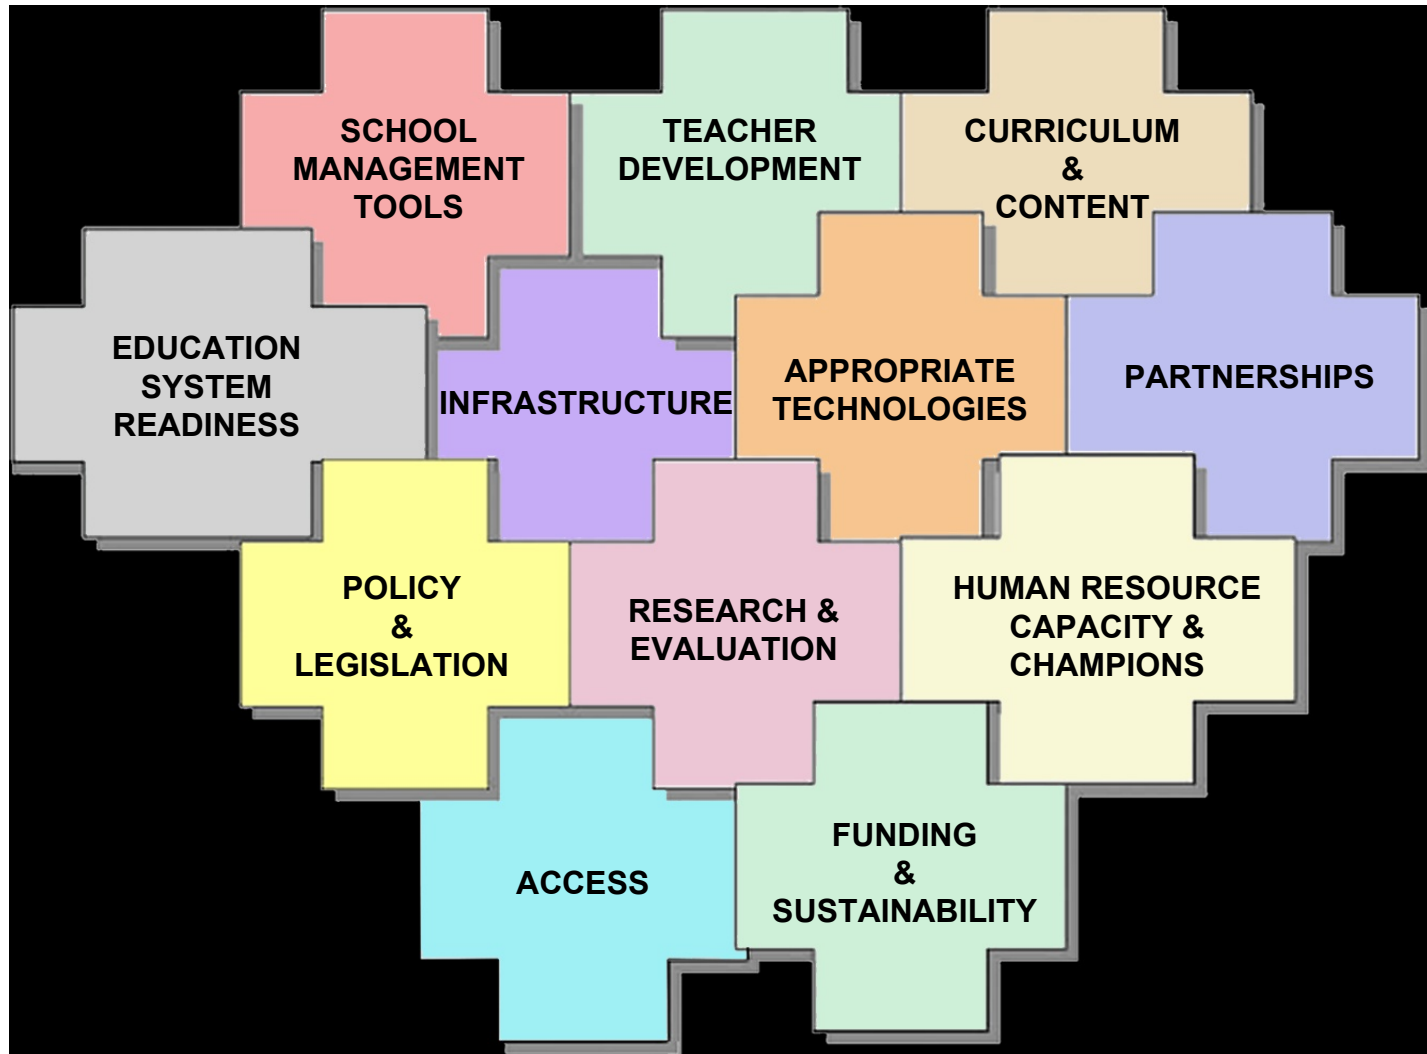 SCHOOL
MANAGEMENT
TOOLS
TEACHER
DEVELOPMENT
CURRICULUM
&
CONTENT
EDUCATION
SYSTEM
READINESS
INFRASTRUCTURE
APPROPRIATE
TECHNOLOGIES
PARTNERSHIPS
POLICY
&
LEGISLATION
RESEARCH &
EVALUATION
HUMAN RESOURCE
CAPACITY &
CHAMPIONS
ACCESS
FUNDING
&
SUSTAINABILITY